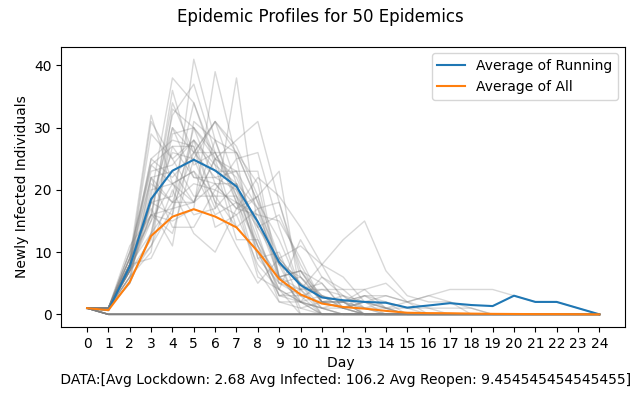 Epidemic Profiles for 50 Epidemics
Average of Running
Average of All
Newly Infected Individuals
40
30
20
10
0
0 1 2 3 4 5 6 7 8 9 10 11 12 13 14 15 16 17 18 19 20 21 22 23 24
Day
DATA:[Avg Lockdown: 2.68 Avg Infected: 106.2 Avg Reopen: 9.454545454545455]